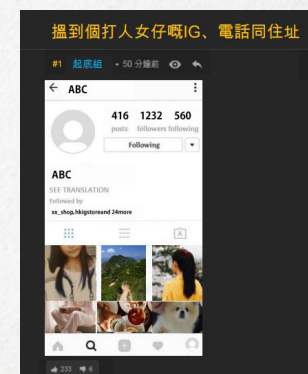 搵到個打人女仔嘅IG、電話同住址
#1 起底組 • 50 分鐘前
ABC
416 1232 560
posts followers following
Following
ABC
SEE TRANSLATION
Followed by
xx_shop,hkigstoreand 24more
233 6